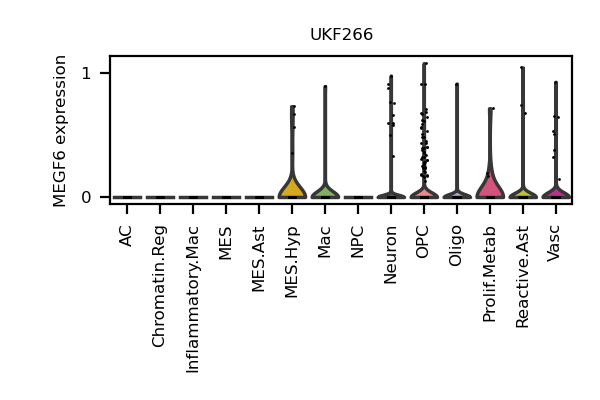 UKF266
MEGF6 expression
1
0
AC
Chromatin.Reg
Inflammatory.Mac
MES
MES.Ast
MES.Hyp
Mac
NPC
Neuron
OPC
Oligo
Prolif.Metab
Reactive.Ast
Vasc